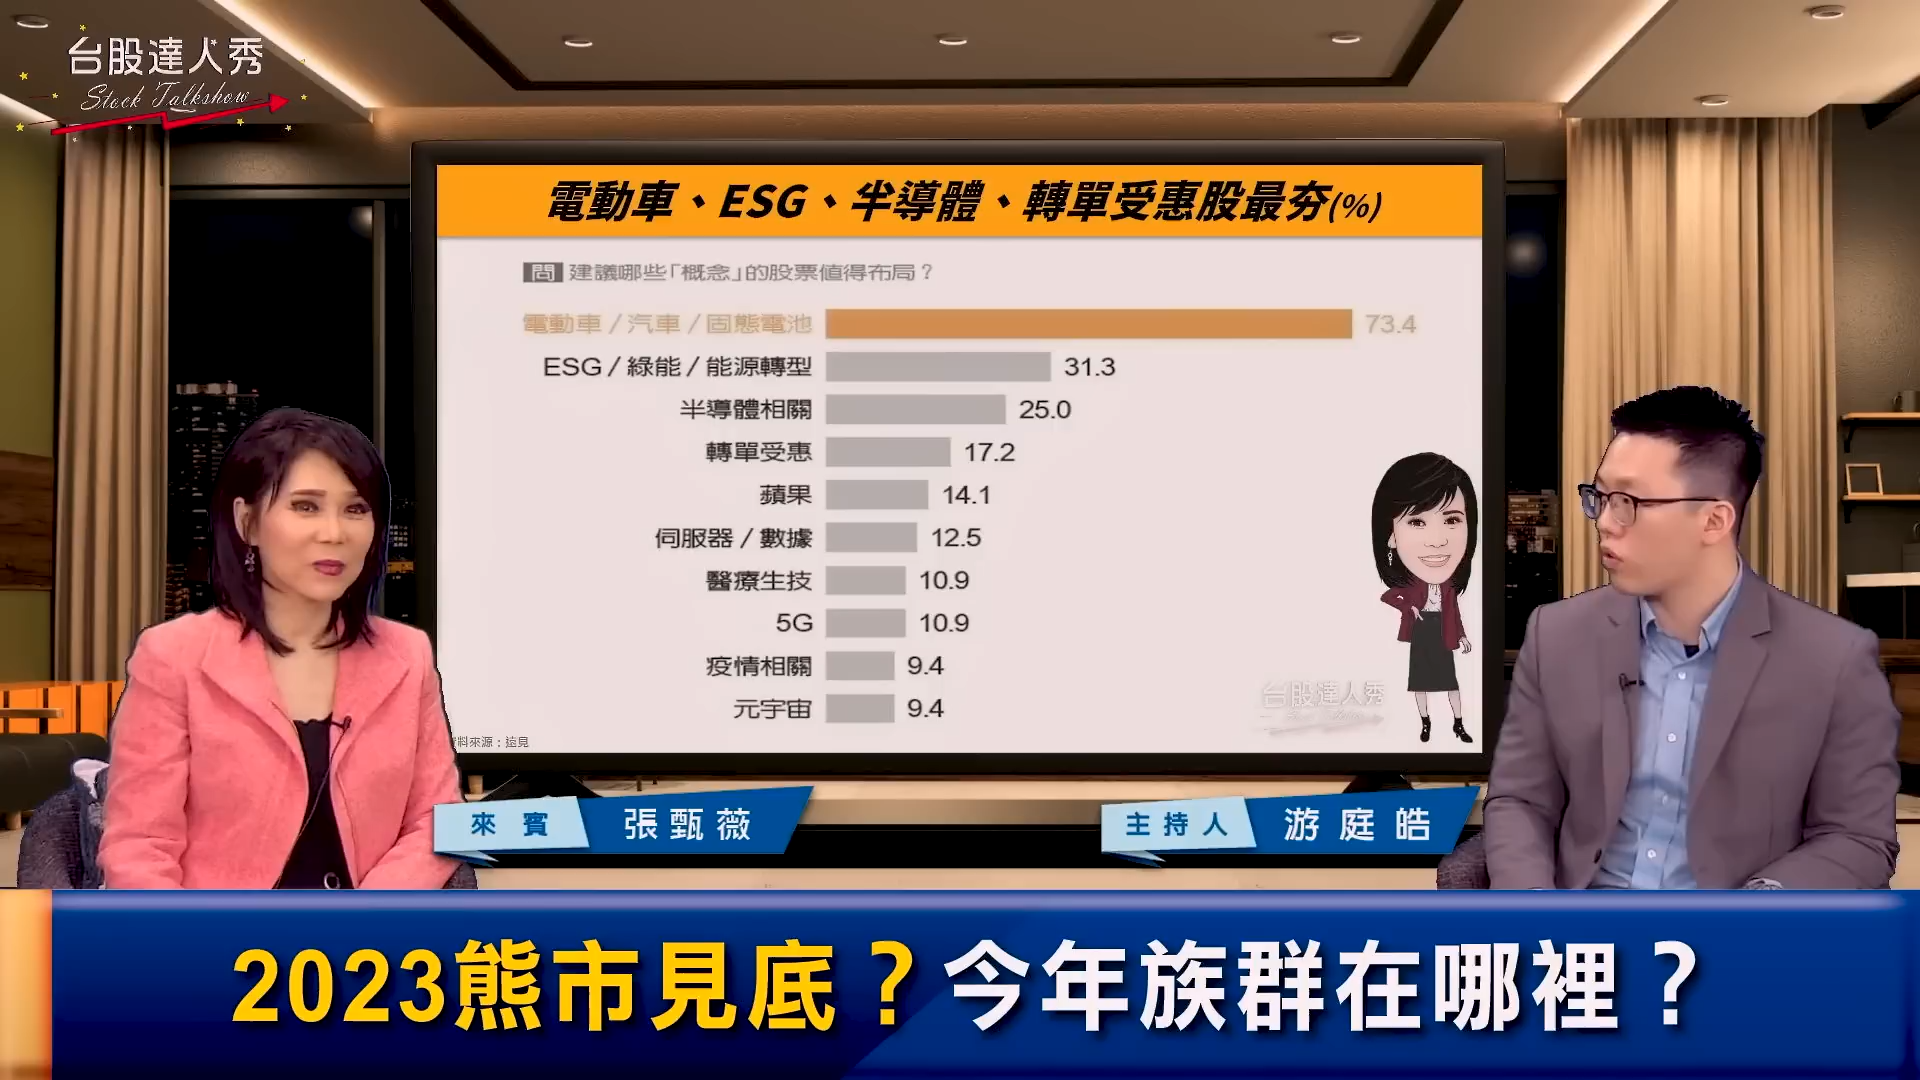 台股達人秀
Stock Talkshow
電動車、ESG、半導體、轉單受惠股最夯(%)
問 建議哪些「概念」的股票值得布局？
電動車／汽車／固態電池 73.4
ESG／綠能／能源轉型 31.3
半導體相關 25.0
轉單受惠 17.2
蘋果 14.1
伺服器／數據 12.5
醫療生技 10.9
5G 10.9
疫情相關 9.4
元宇宙 9.4
台股達人秀
料來源：遠見
來賓 張甄薇
主持人 游庭皓
2023熊市見底？今年族群在哪裡？